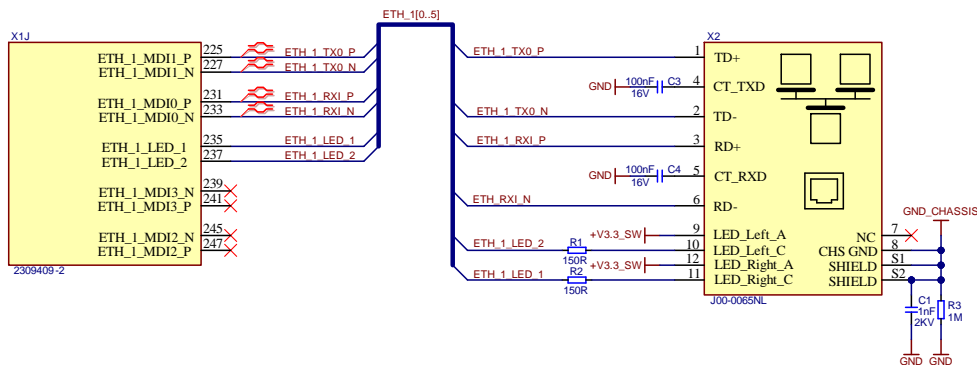 ETH_1[0..5]
X1J
ETH_1_MDI1_P 225 ETH_1_TX0_P
ETH_1_MDI1_N 227 ETH_1_TX0_N
ETH_1_MDI0_P 231 ETH_1_RXI_P
ETH_1_MDI0_N 233 ETH_1_RXI_N
ETH_1_LED_1 235 ETH_1_LED_1
ETH_1_LED_2 237 ETH_1_LED_2
ETH_1_MDI3_N 239
ETH_1_MDI3_P 241
ETH_1_MDI2_N 245
ETH_1_MDI2_P 247
2309409-2
X2
ETH_1_TX0_P 1 TD+
GND 100nF C3 4 CT_TXD
16V
ETH_1_TX0_N 2 TD-
ETH_1_RXI_P 3 RD+
GND 100nF C4 5 CT_RXD
16V
ETH_RXI_N 6 RD-
+V3.3_SW 9 LED_Left_A
ETH_1_LED_2 R1 10 LED_Left_C
150R
+V3.3_SW 12 LED_Right_A
ETH_1_LED_1 R2 11 LED_Right_C
150R
GND_CHASSIS
NC 7
CHS GND 8
SHIELD S1
SHIELD S2
J00-0065NL
C1
1nF
2KV
R3
1M
GND GND